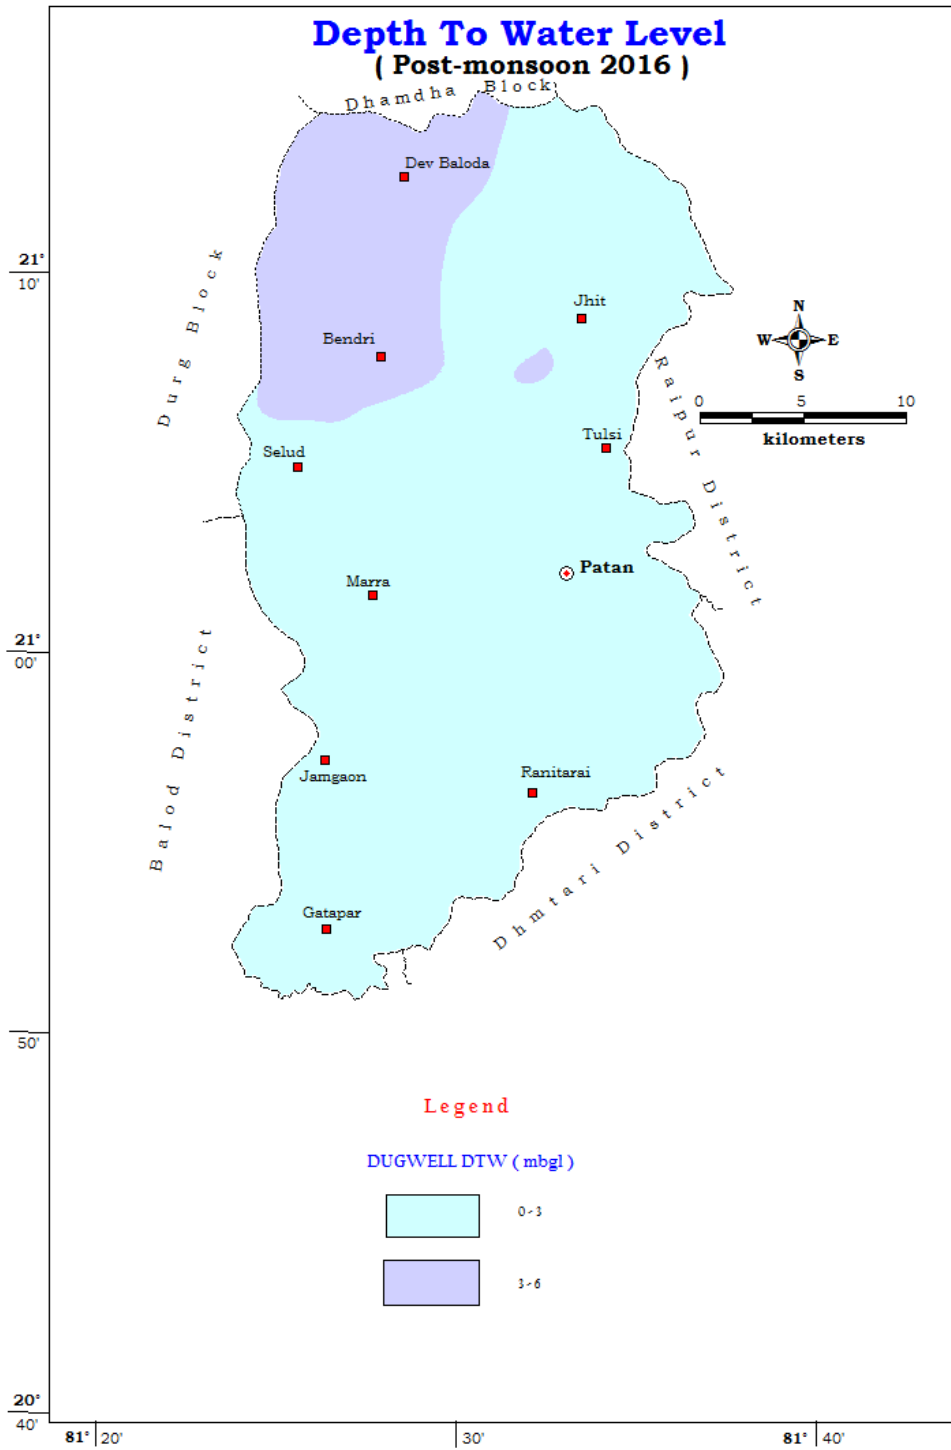 Depth To Water Level
( Post-monsoon 2016 )
Dhamdha Block
Dev Baloda
21°
10'
Durg Block
Jhit
N
W E
S
Bendri
Raipur District
0 5 10
kilometers
Tulsi
Selud
Patan
Marra
21°
00'
Balod District
Jamgaon
Ranitarai
Dhmtari District
Gatapar
50'
Legend
DUGWELL DTW ( mbgl )
0-3
3-6
20°
40'
81° 20' 30' 81° 40'